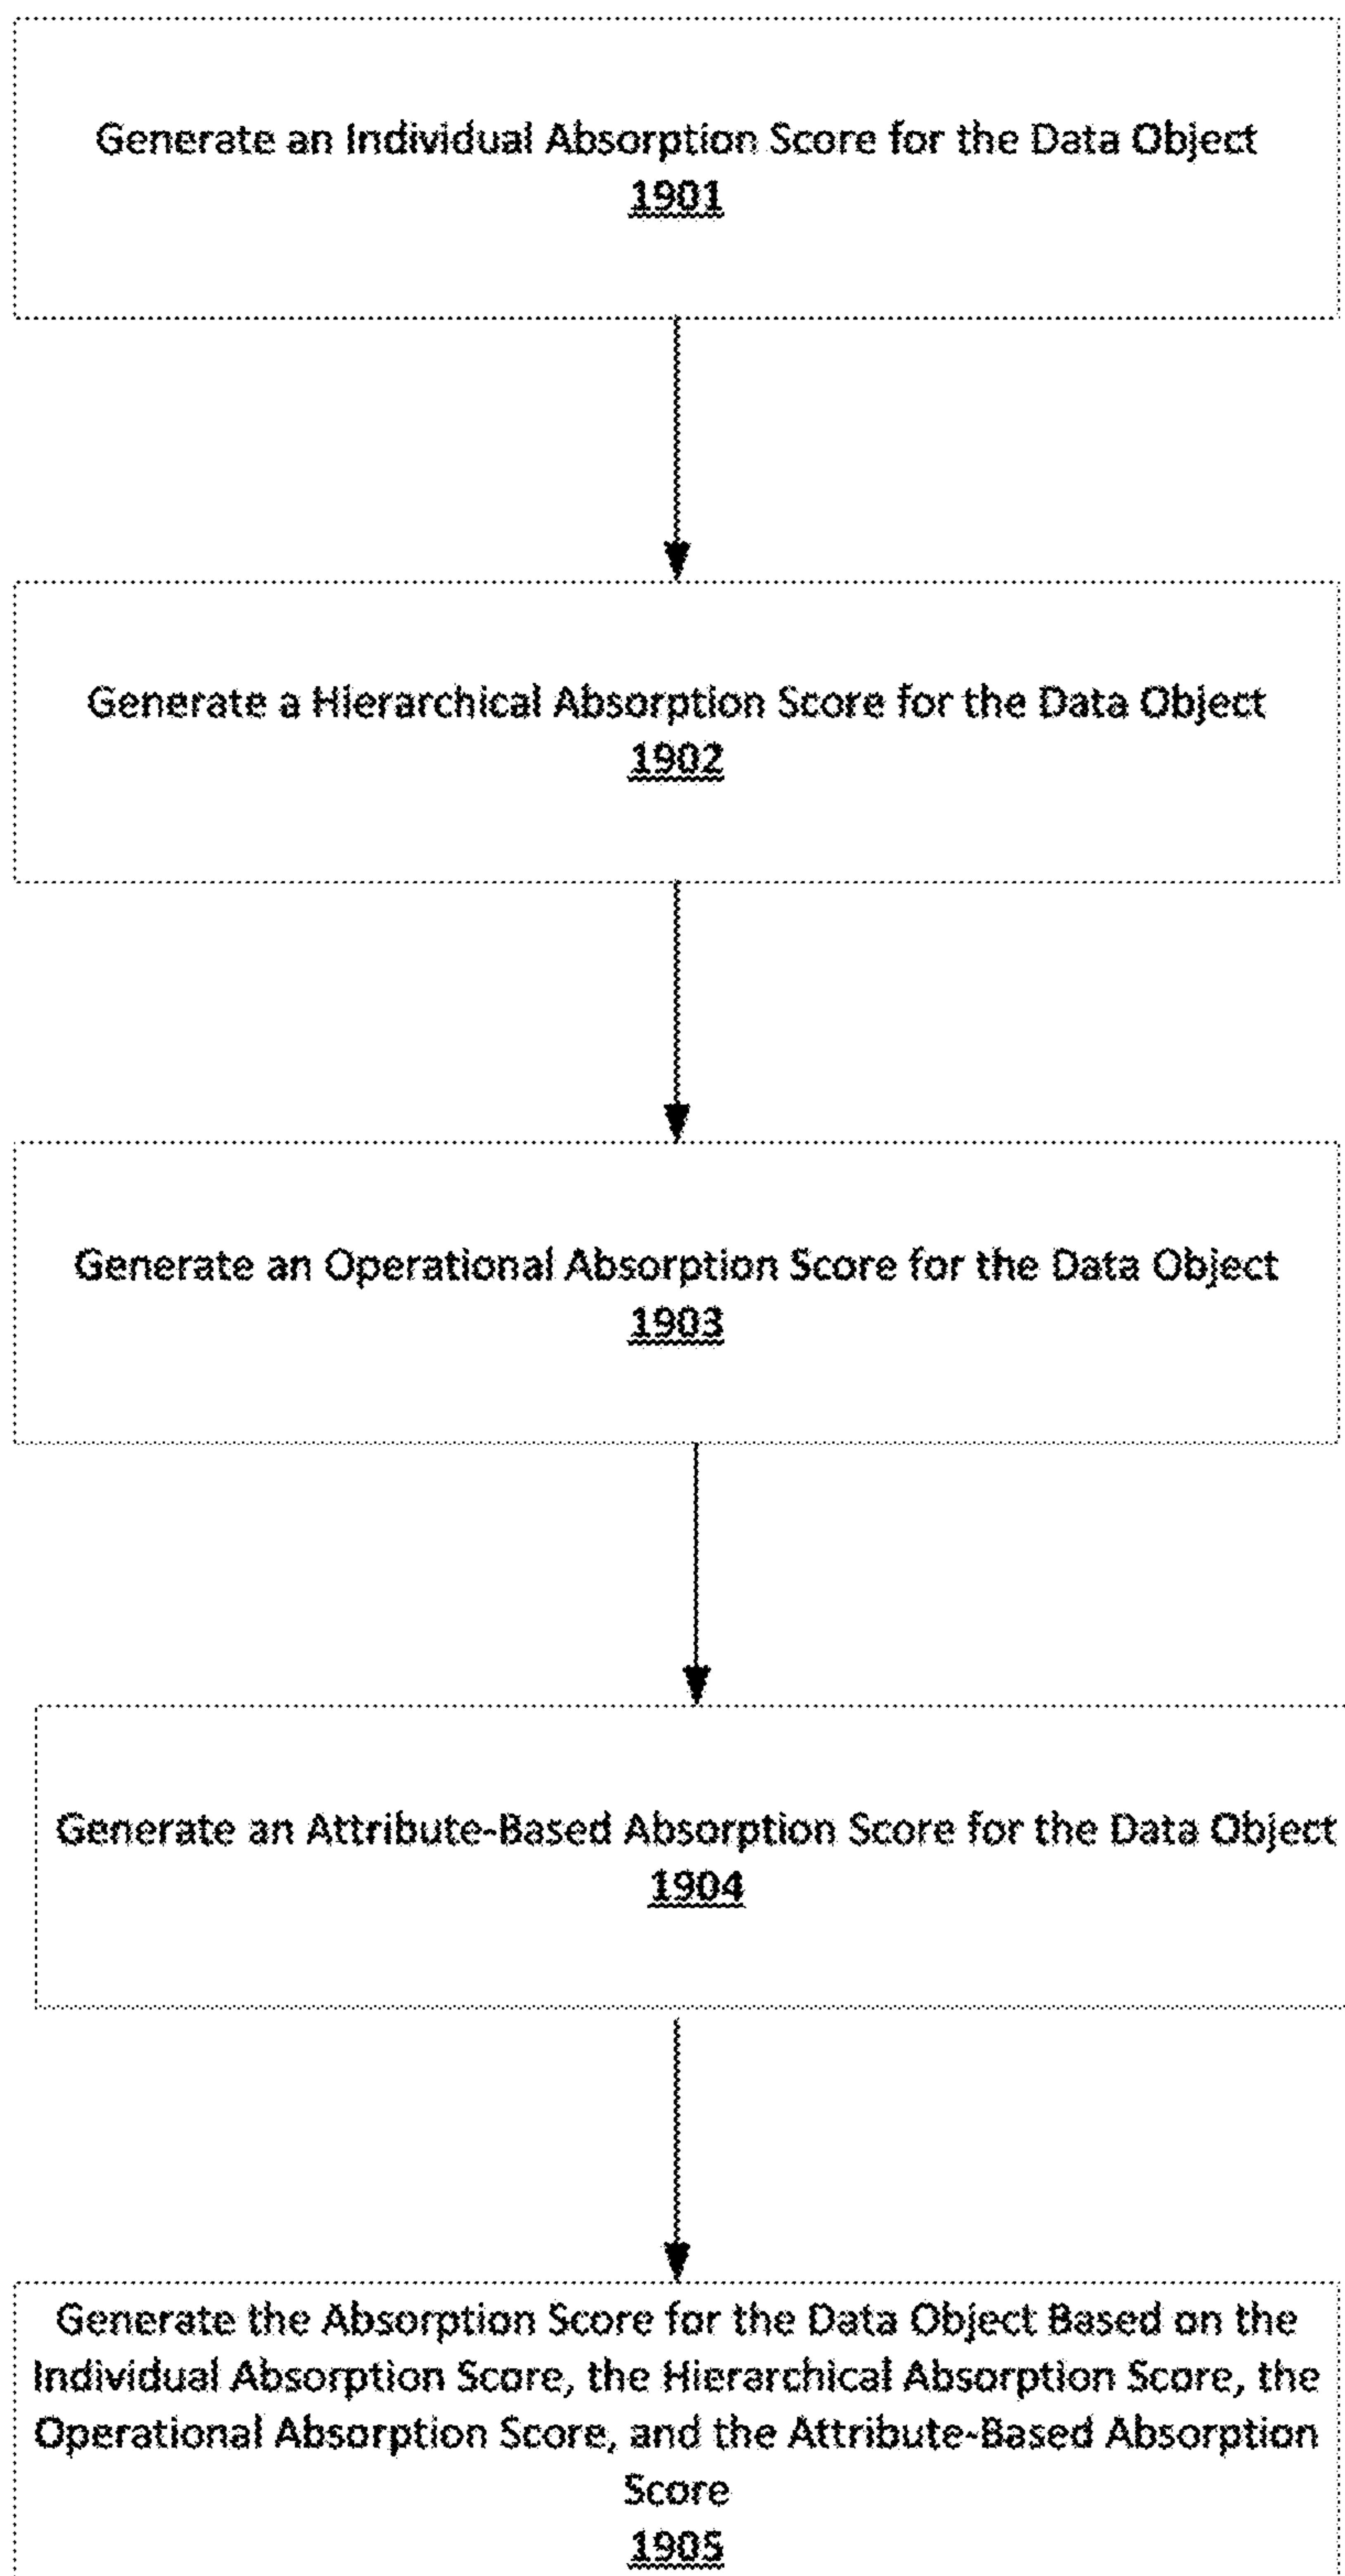 Generate an Individual Absorption Score for the Data Object
1901
Generate a Hierarchical Absorption Score for the Data Object
1902
Generate an Operational Absorption Score for the Data Object
1903
Generate an Attribute-Based Absorption Score for the Data Object
1904
Generate the Absorption Score for the Data Object Based on the
Individual Absorption Score, the Hierarchical Absorption Score, the
Operational Absorption Score, and the Attribute-Based Absorption
Score
1905